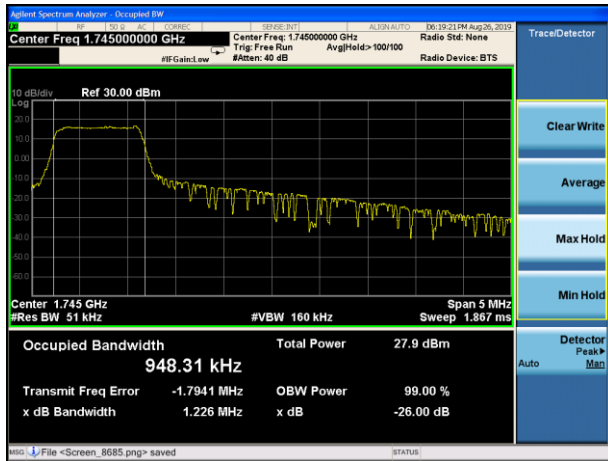 Agilent Spectrum Analyzer - Occupied BW
RF 50 Ω AC CORREC SENSE:INT ALIGN AUTO 06:19:21 PM Aug 26, 2019
Center Freq 1.745000000 GHz Center Freq: 1.745000000 GHz Radio Std: None
Trig: Free Run Avg|Hold:> 100/100
#IFGain:Low #Atten: 40 dB Radio Device: BTS
Trace/Detector
10 dB/div Ref 30.00 dBm
Log
20.0
10.0
0.00
-10.0
-20.0
-30.0
-40.0
-50.0
-60.0
Clear Write
Average
Max Hold
Min Hold
Detector
Peak▶
Auto Man
Center 1.745 GHz Span 5 MHz
#Res BW 51 kHz #VBW 160 kHz Sweep 1.867 ms
Occupied Bandwidth Total Power 27.9 dBm
948.31 kHz
Transmit Freq Error -1.7941 MHz OBW Power 99.00 %
x dB Bandwidth 1.226 MHz x dB -26.00 dB
MSG File <Screen_8685.png> saved STATUS